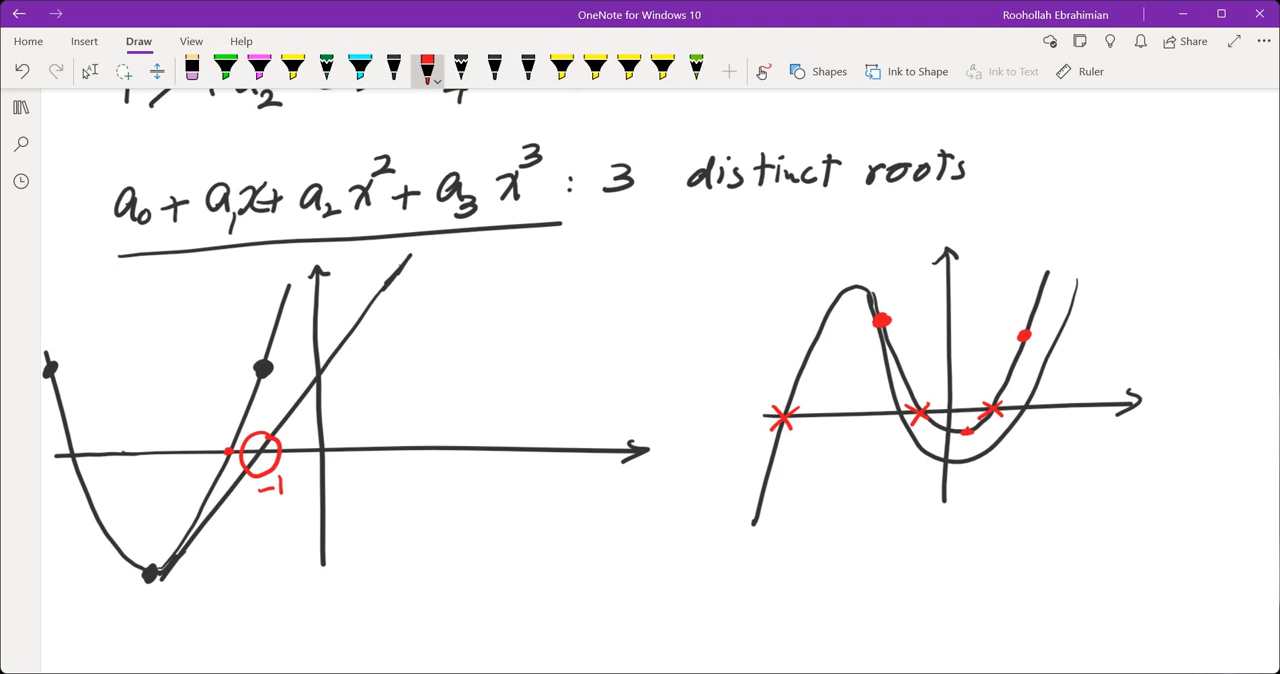 OneNote for Windows 10
Roohollah Ebrahimian
Home Insert Draw View Help
Share
Shapes Ink to Shape Ink to Text Ruler
a₀ + a₁x + a₂x² + a₃x³ : 3 distinct roots
-1